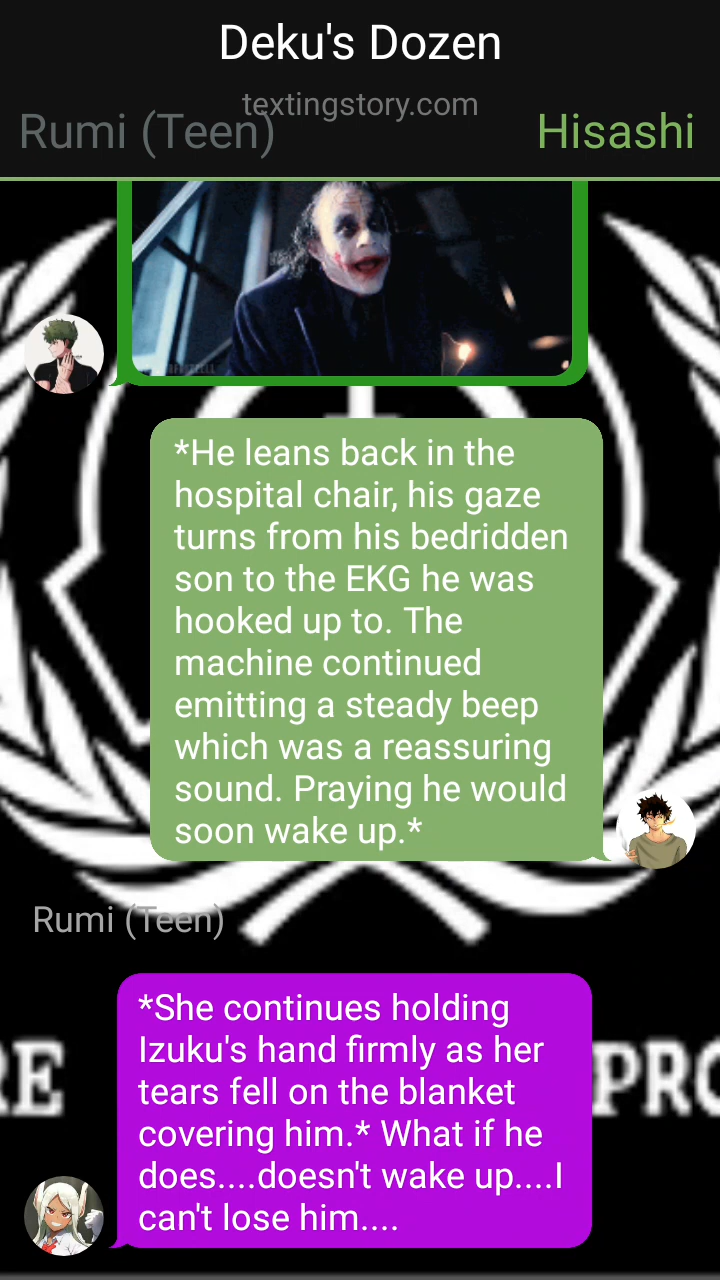 Deku's Dozen
textingstory.com
Rumi (Teen)
Hisashi
*He leans back in the
hospital chair, his gaze
turns from his bedridden
son to the EKG he was
hooked up to. The
machine continued
emitting a steady beep
which was a reassuring
sound. Praying he would
soon wake up.*
Rumi (Teen)
RE
PRO
*She continues holding
Izuku's hand firmly as her
tears fell on the blanket
covering him.* What if he
does....doesn't wake up....I
can't lose him....